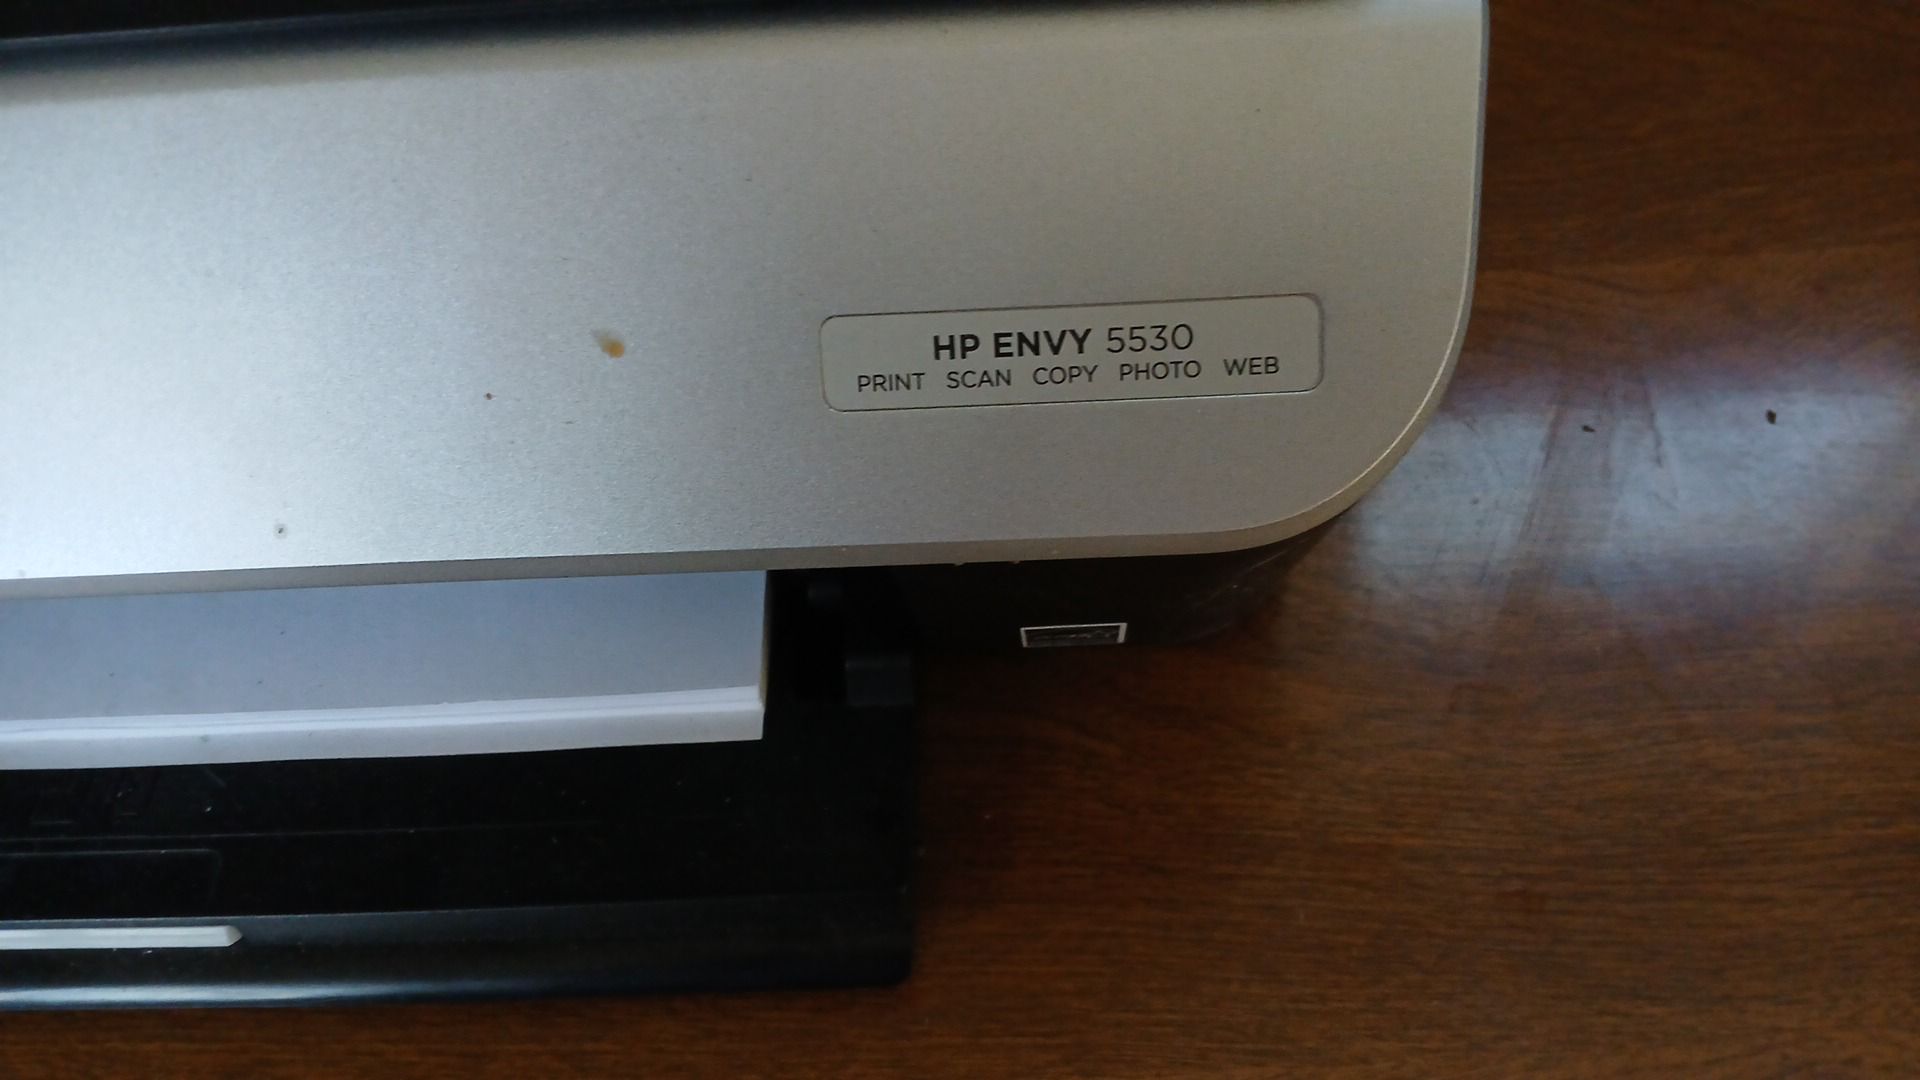 HP ENVY 5530
PRINT SCAN COPY PHOTO WEB